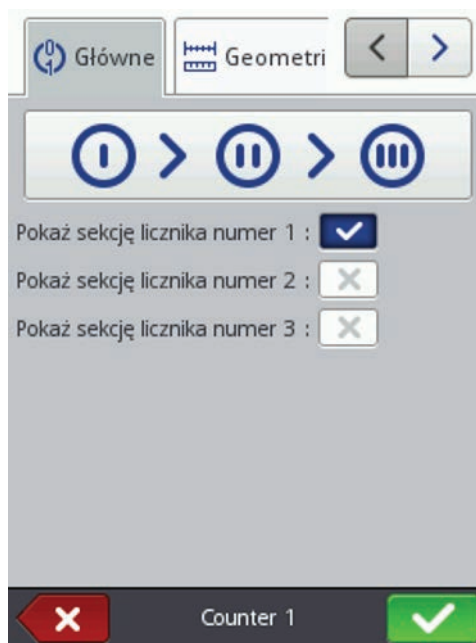 Główne Geometri
Pokaż sekcję licznika numer 1 :
Pokaż sekcję licznika numer 2 :
Pokaż sekcję licznika numer 3 :
Counter 1